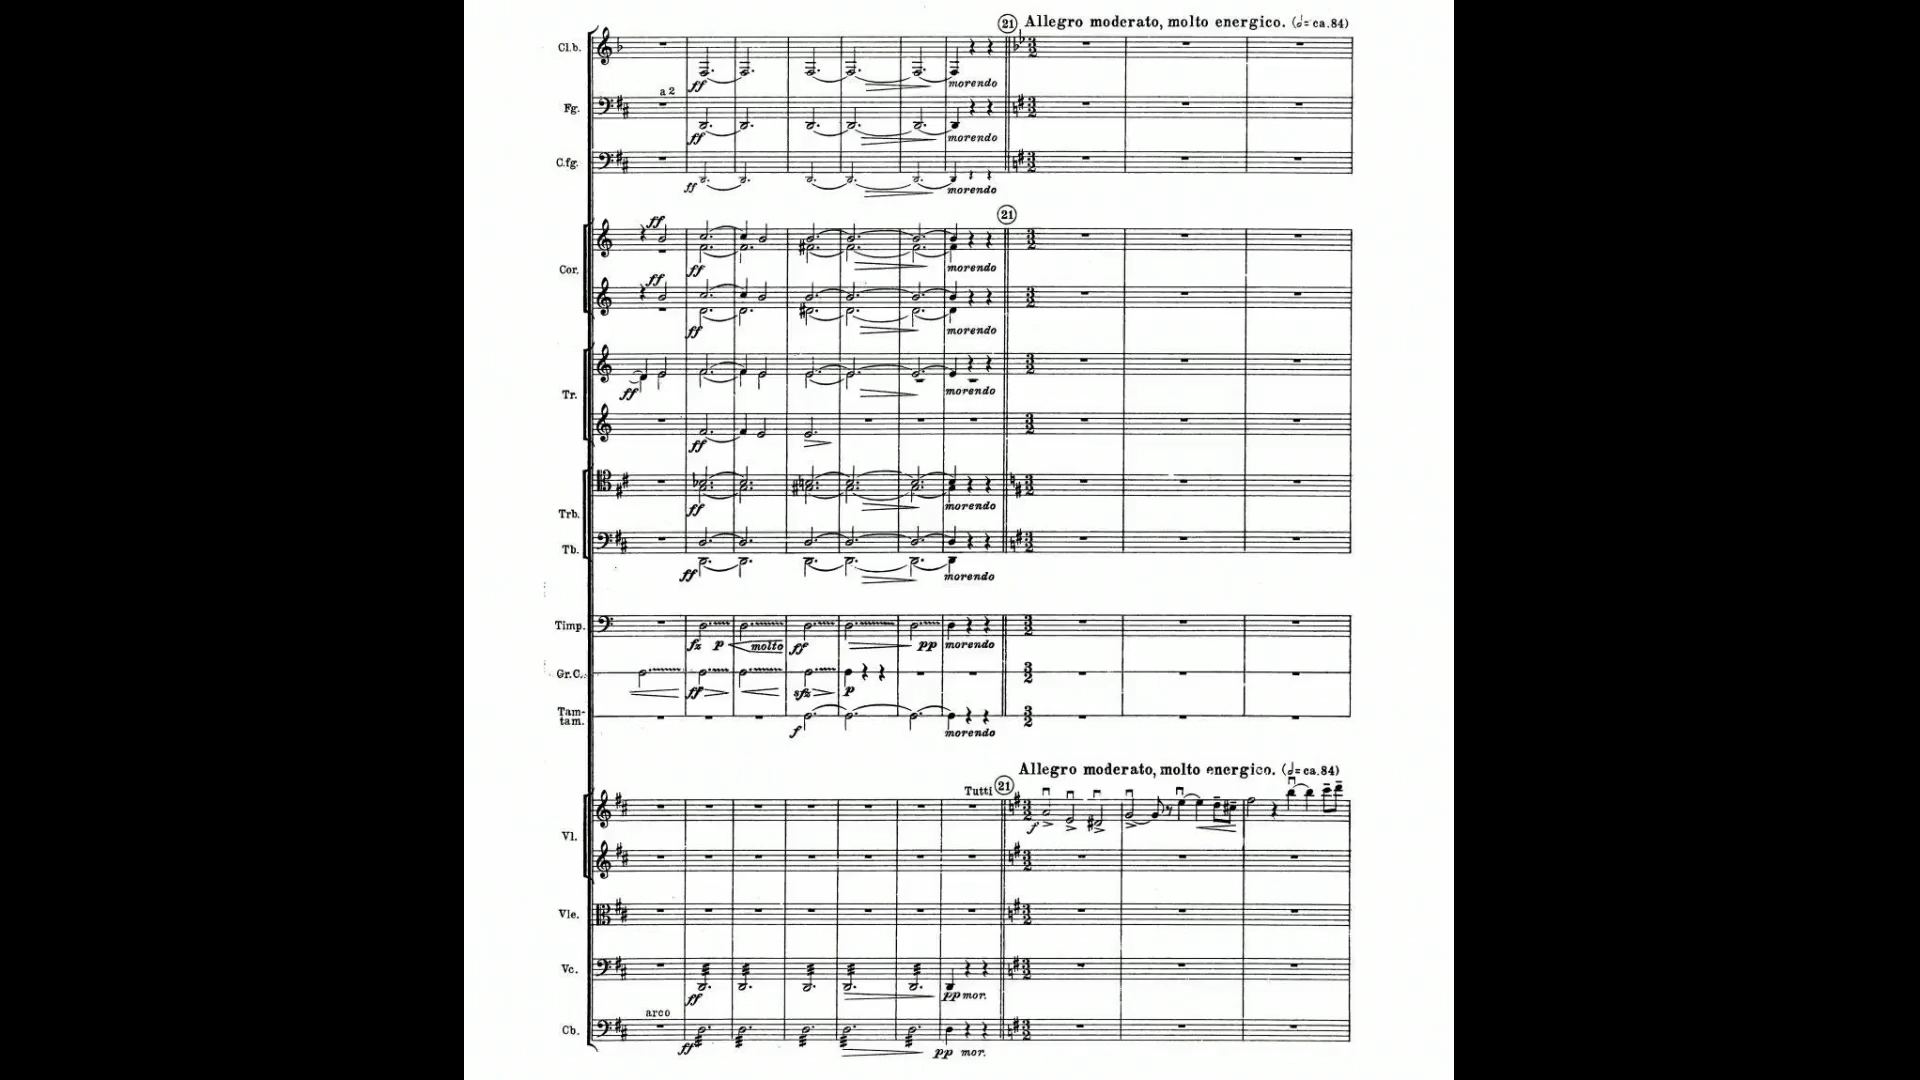 21 Allegro moderato, molto energico. (𝅗𝅥= ca. 84)
Cl.b.
ff morendo
a 2
Fg.
ff morendo
C.fg.
ff morendo
21
ff
Cor.
ff morendo
ff
ff morendo
Tr.
ff morendo
ff
Trb.
ff morendo
Tb.
ff morendo
Timp.
fz p molto ff pp morendo
Gr.C.
ff sfz p
Tam-
tam.
f morendo
Allegro moderato, molto energico. (𝅗𝅥= ca. 84)
Tutti 21
Vl.
f
Vle.
Vc.
ff pp mor.
arco
Cb.
ff pp mor.